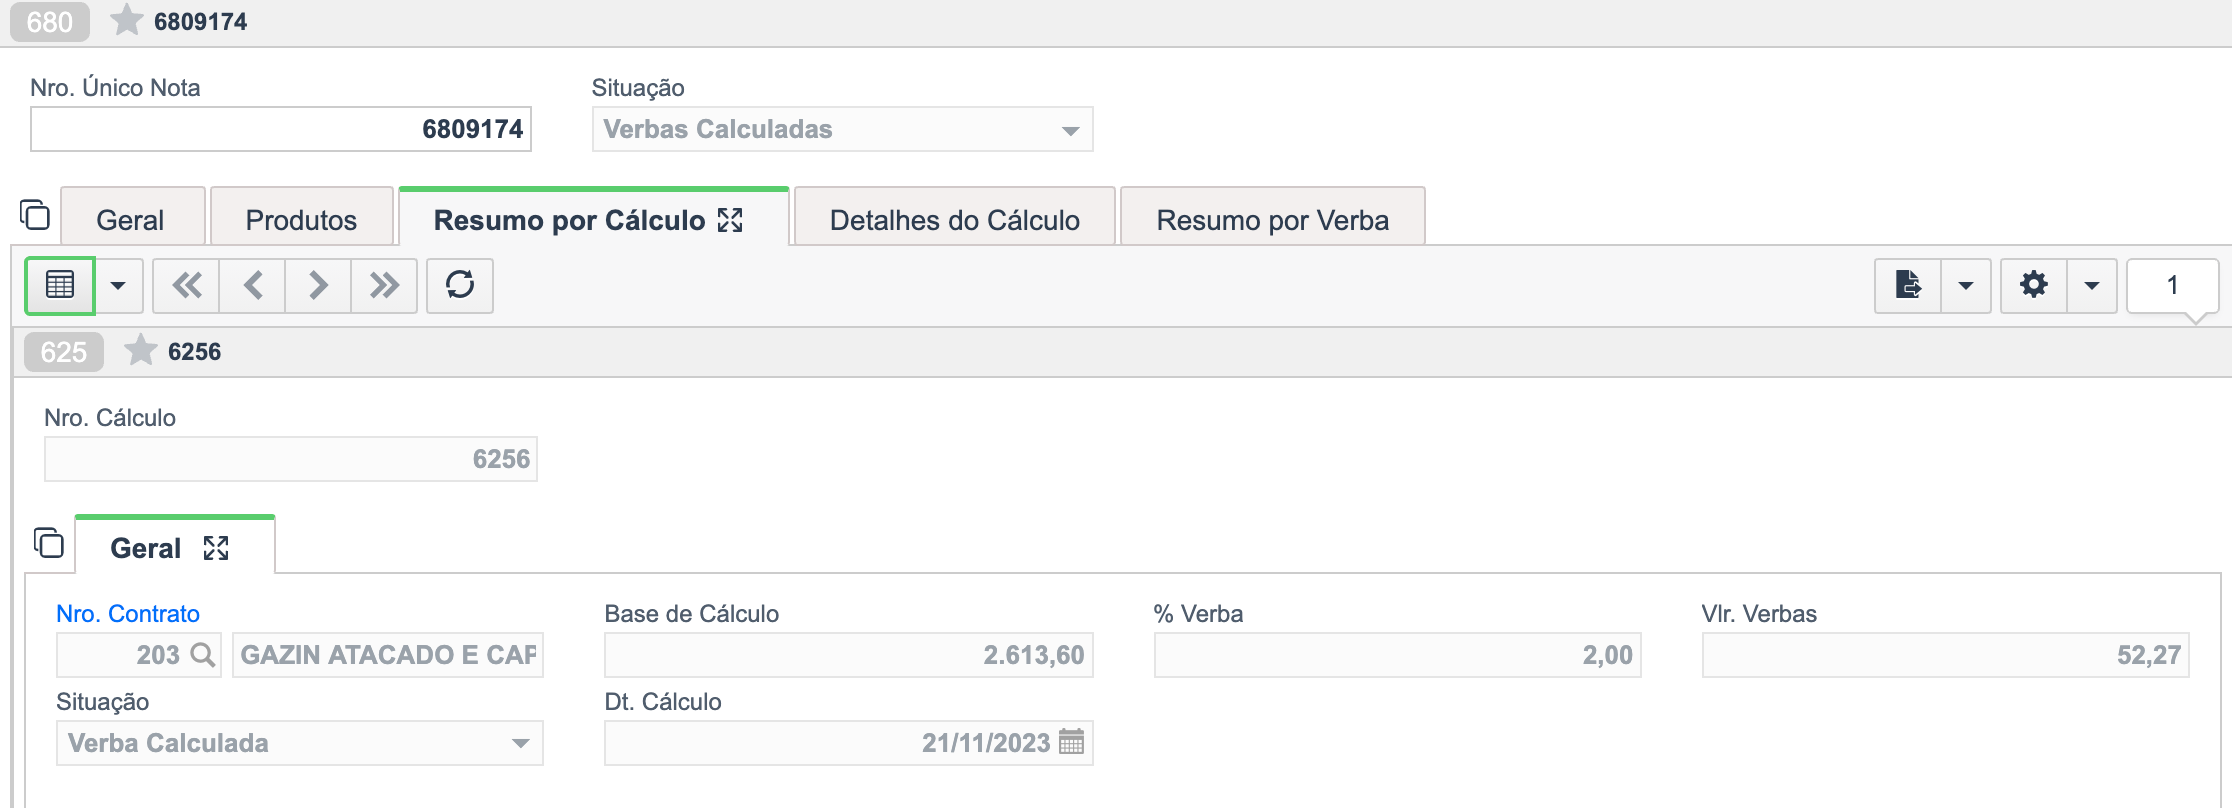 680 6809174
Nro. Único Nota Situação
6809174 Verbas Calculadas
Geral Produtos Resumo por Cálculo Detalhes do Cálculo Resumo por Verba
1
625 6256
Nro. Cálculo
6256
Geral
Nro. Contrato Base de Cálculo % Verba Vlr. Verbas
203 GAZIN ATACADO E CAR 2.613,60 2,00 52,27
Situação Dt. Cálculo
Verba Calculada 21/11/2023